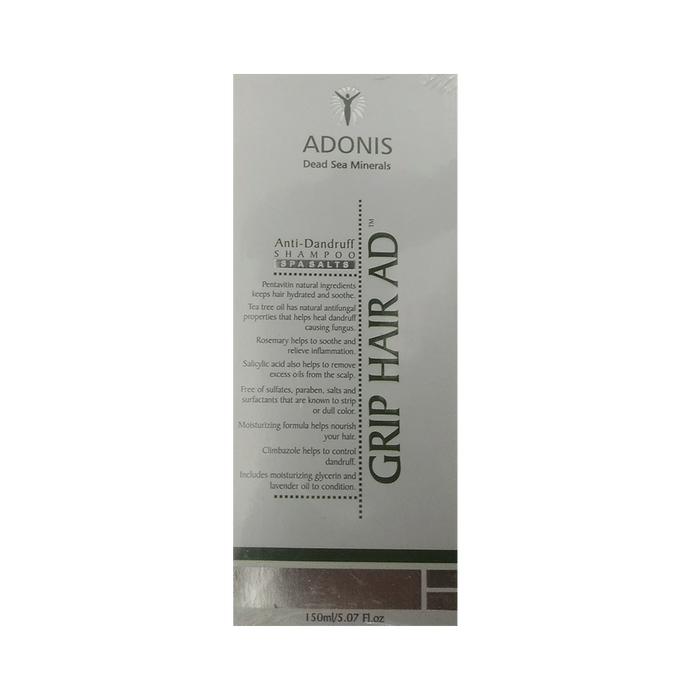 ADONIS
Dead Sea Minerals
Anti-Dandruff
SHAMPOO
SPA SALTS
Pentavitin natural ingredients
keeps hair hydrated and soothe.
Tea tree oil has natural antifungal
properties that helps heal dandruff
causing fungus.
Rosemary helps to soothe and
relieve inflammation.
Salicylic acid also helps to remove
excess oils from the scalp.
Free of sulfates, paraben, salts and
surfactants that are known to strip
or dull color.
Moisturizing formula helps nourish
your hair.
Climbazole helps to control
dandruff.
Includes moisturizing glycerin and
lavender oil to condition.
GRIP HAIR AD™
150ml/5.07 Fl.oz